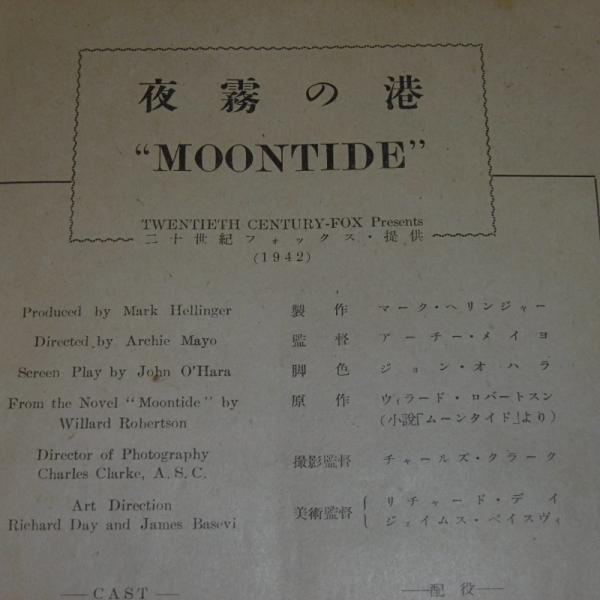 夜霧の港
“MOONTIDE”
TWENTIETH CENTURY-FOX Presents
二十世紀フォックス・提供
(1942)
Produced by Mark Hellinger 製作 マーク・ヘリンジャー
Directed by Archie Mayo 監督 アーチー・メイヨ
Screen Play by John O'Hara 脚色 ジョン・オハラ
From the Novel “Moontide” by 原作 ウィラード・ロバートスン
Willard Robertson (小說「ムーンタイド」より)
Director of Photography 撮影監督 チャールズ・クラーク
Charles Clarke, A. S. C.
Art Direction 美術監督 リチャード・デイ
Richard Day and James Basevi ジェイムス・ベイスヴィ
CAST 配役